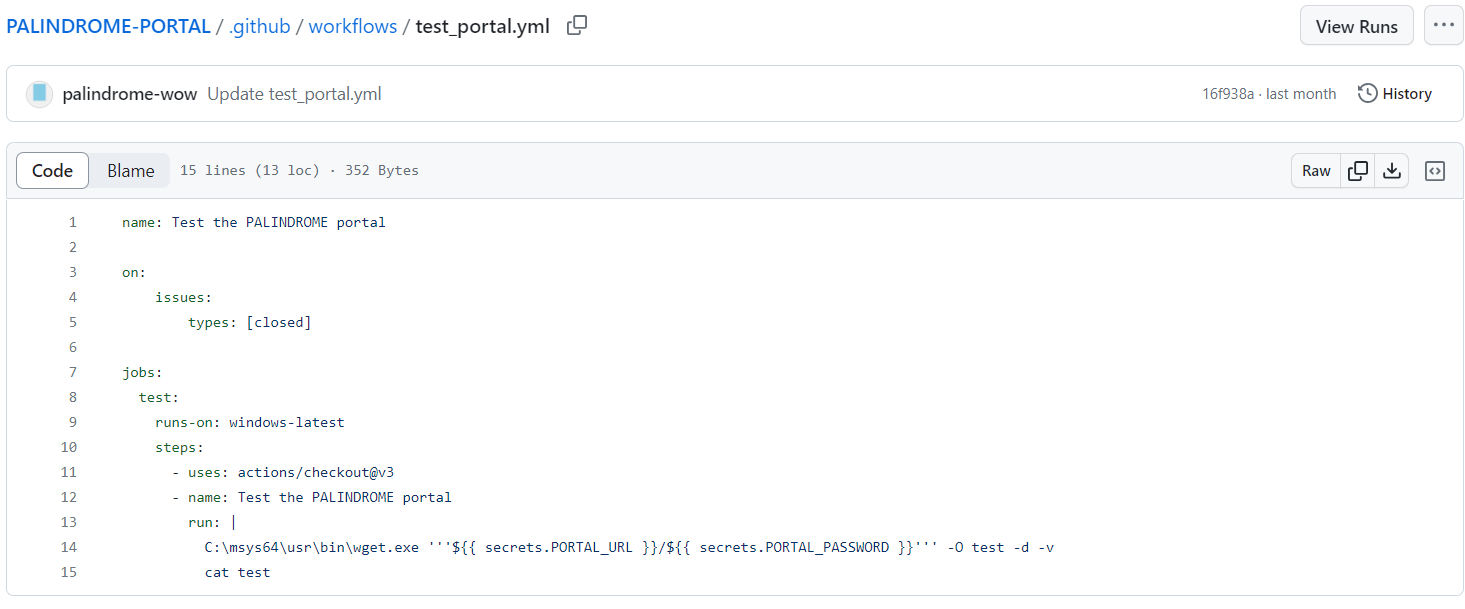 PALINDROME-PORTAL / .github / workflows / test_portal.yml
View Runs
palindrome-wow Update test_portal.yml
16f938a · last month
History
Code
Blame
15 lines (13 loc) · 352 Bytes
Raw
1 name: Test the PALINDROME portal
2
3 on:
4     issues:
5         types: [closed]
6
7 jobs:
8   test:
9     runs-on: windows-latest
10     steps:
11       - uses: actions/checkout@v3
12       - name: Test the PALINDROME portal
13         run: |
14           C:\msys64\usr\bin\wget.exe '''${{ secrets.PORTAL_URL }}/${{ secrets.PORTAL_PASSWORD }}''' -O test -d -v
15           cat test